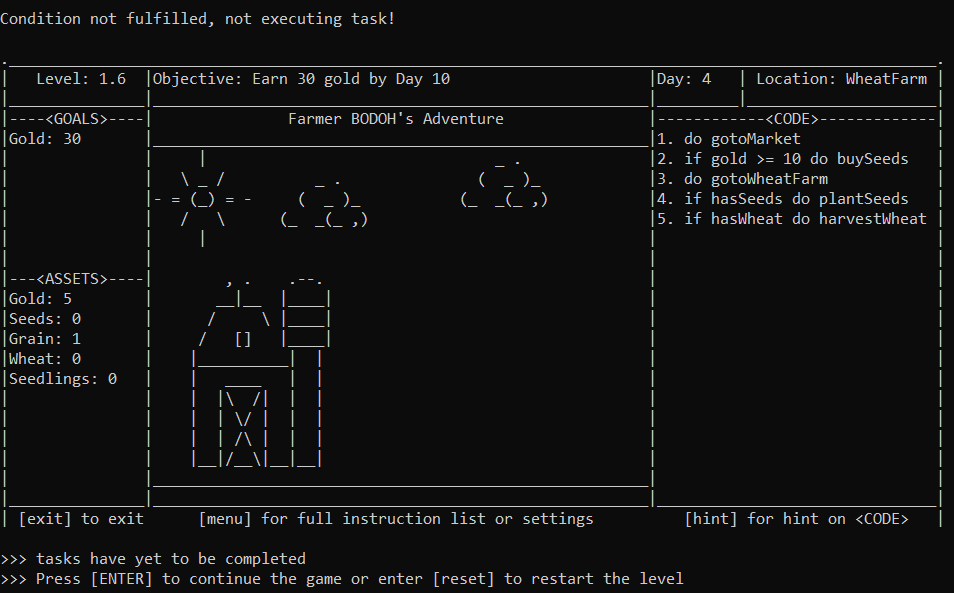 Condition not fulfilled, not executing task!
Level: 1.6 |Objective: Earn 30 gold by Day 10 |Day: 4 | Location: WheatFarm
----<GOALS>---- Farmer BODOH's Adventure ------------<CODE>-------------
Gold: 30
1. do gotoMarket
2. if gold >= 10 do buySeeds
3. do gotoWheatFarm
4. if hasSeeds do plantSeeds
5. if hasWheat do harvestWheat
---<ASSETS>----
Gold: 5
Seeds: 0
Grain: 1
Wheat: 0
Seedlings: 0
[exit] to exit [menu] for full instruction list or settings [hint] for hint on <CODE>
>>> tasks have yet to be completed
>>> Press [ENTER] to continue the game or enter [reset] to restart the level